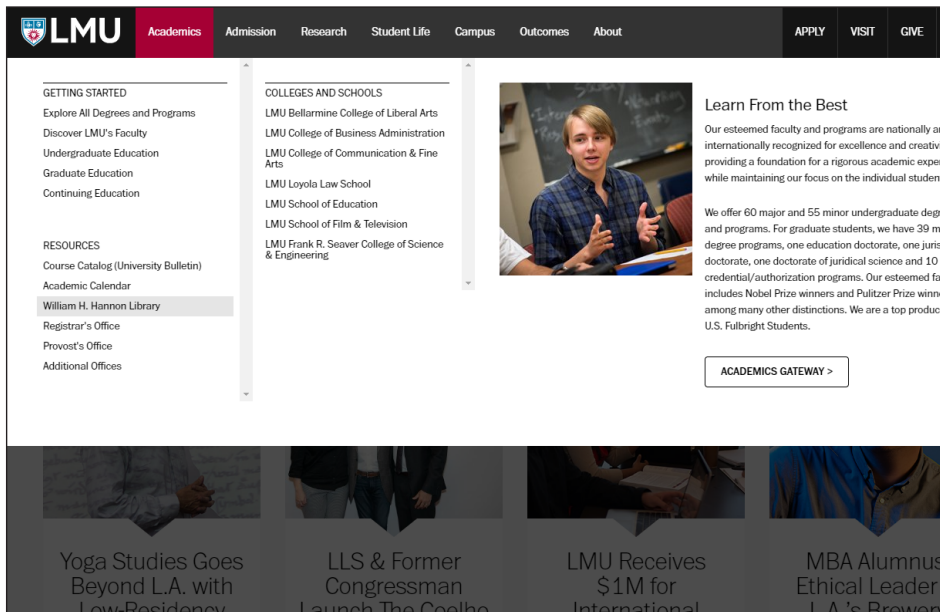 LMU
Academics
Admission
Research
Student Life
Campus
Outcomes
About
APPLY
VISIT
GIVE
GETTING STARTED
Explore All Degrees and Programs
Discover LMU's Faculty
Undergraduate Education
Graduate Education
Continuing Education
RESOURCES
Course Catalog (University Bulletin)
Academic Calendar
William H. Hannon Library
Registrar's Office
Provost's Office
Additional Offices
COLLEGES AND SCHOOLS
LMU Bellarmine College of Liberal Arts
LMU College of Business Administration
LMU College of Communication & Fine
Arts
LMU Loyola Law School
LMU School of Education
LMU School of Film & Television
LMU Frank R. Seaver College of Science
& Engineering
Learn From the Best
Our esteemed faculty and programs are nationally
internationally recognized for excellence and
providing a foundation for a rigorous academic
while maintaining our focus on the individual
We offer 60 major and 55 minor undergraduate
and programs. For graduate students, we have 39
degree programs, one education doctorate, one
doctorate, one doctorate of juridical science and 10
credential/authorization programs. Our esteemed
includes Nobel Prize winners and Pulitzer Prize
among many other distinctions. We are a top
U.S. Fulbright Students.
ACADEMICS GATEWAY >
Yoga Studies Goes
Beyond L.A. with
Low-Residency
LLS & Former
Congressman
Launch The Coelho
LMU Receives
$1M for
International
MBA Alumnus
Ethical Leader
L.A.'s Brewery